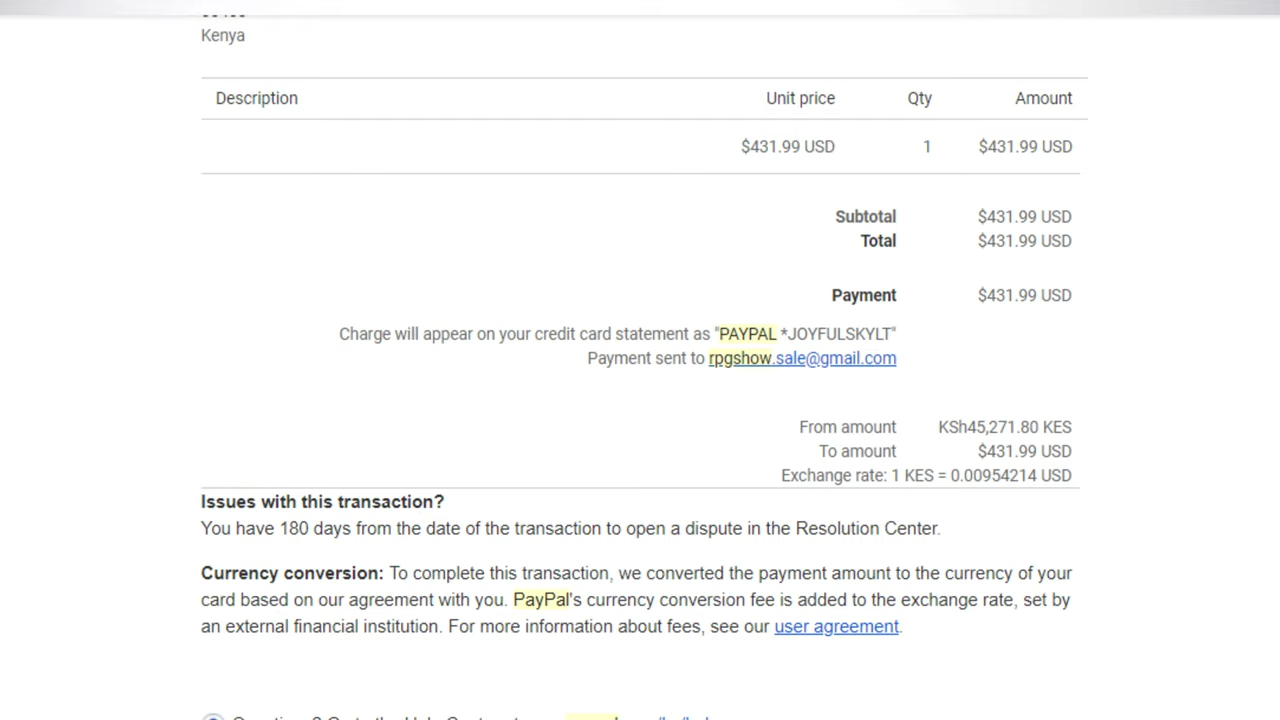 Kenya
Description Unit price Qty Amount
$431.99 USD 1 $431.99 USD
Subtotal $431.99 USD
Total $431.99 USD
Payment $431.99 USD
Charge will appear on your credit card statement as "PAYPAL *JOYFULSKYLT"
Payment sent to rpgshow.sale@gmail.com
From amount KSh45,271.80 KES
To amount $431.99 USD
Exchange rate: 1 KES = 0.00954214 USD
Issues with this transaction?
You have 180 days from the date of the transaction to open a dispute in the Resolution Center.
Currency conversion: To complete this transaction, we converted the payment amount to the currency of your
card based on our agreement with you. PayPal's currency conversion fee is added to the exchange rate, set by
an external financial institution. For more information about fees, see our user agreement.